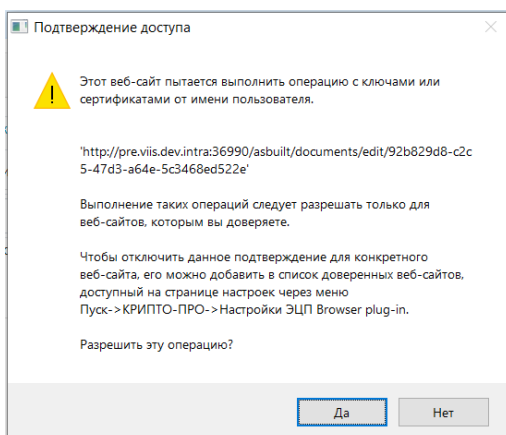 Подтверждение доступа
Этот веб-сайт пытается выполнить операцию с ключами или
сертификатами от имени пользователя.
'http://pre.viis.dev.intra:36990/asbuilt/documents/edit/92b829d8-c2c
5-47d3-a64e-5c3468ed522e'
Выполнение таких операций следует разрешать только для
веб-сайтов, которым вы доверяете.
Чтобы отключить данное подтверждение для конкретного
веб-сайта, его можно добавить в список доверенных веб-сайтов,
доступный на странице настроек через меню
Пуск->КРИПТО-ПРО->Настройки ЭЦП Browser plug-in.
Разрешить эту операцию?
Да Нет